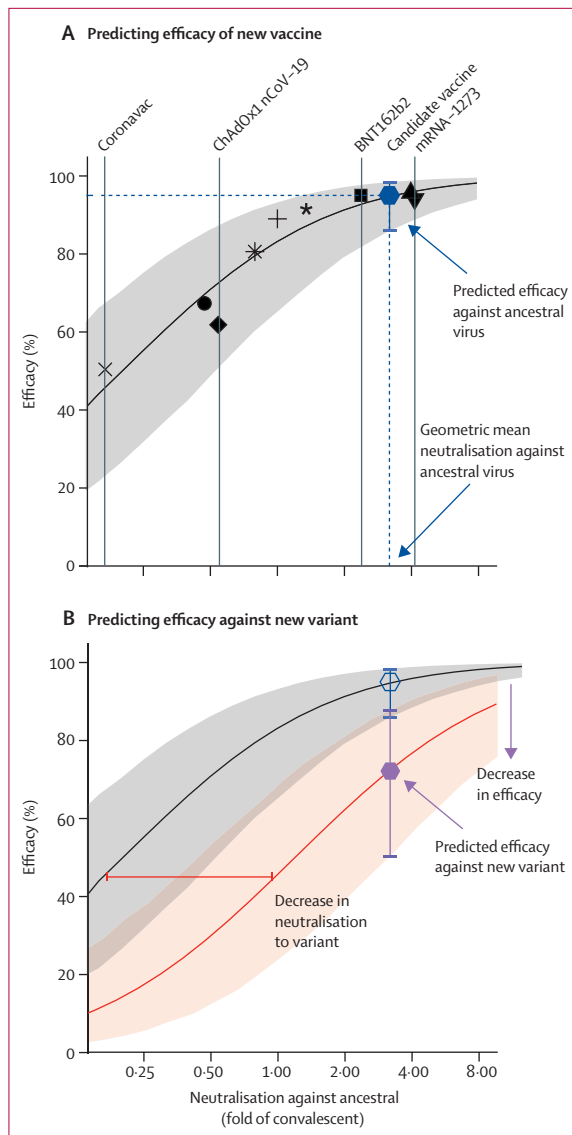 A Predicting efficacy of new vaccine
Coronavac
ChAdOx1 nCoV–19
BNT162b2
Candidate vaccine
mRNA–1273
100
80
60
40
20
0
Efficacy (%)
Predicted efficacy
against ancestral
virus
Geometric mean
neutralisation against
ancestral virus
B Predicting efficacy against new variant
100
80
60
40
20
0
Efficacy (%)
Decrease
in efficacy
Predicted efficacy
against new variant
Decrease in
neutralisation
to variant
0·25 0·50 1·00 2·00 4·00 8·00
Neutralisation against ancestral
(fold of convalescent)